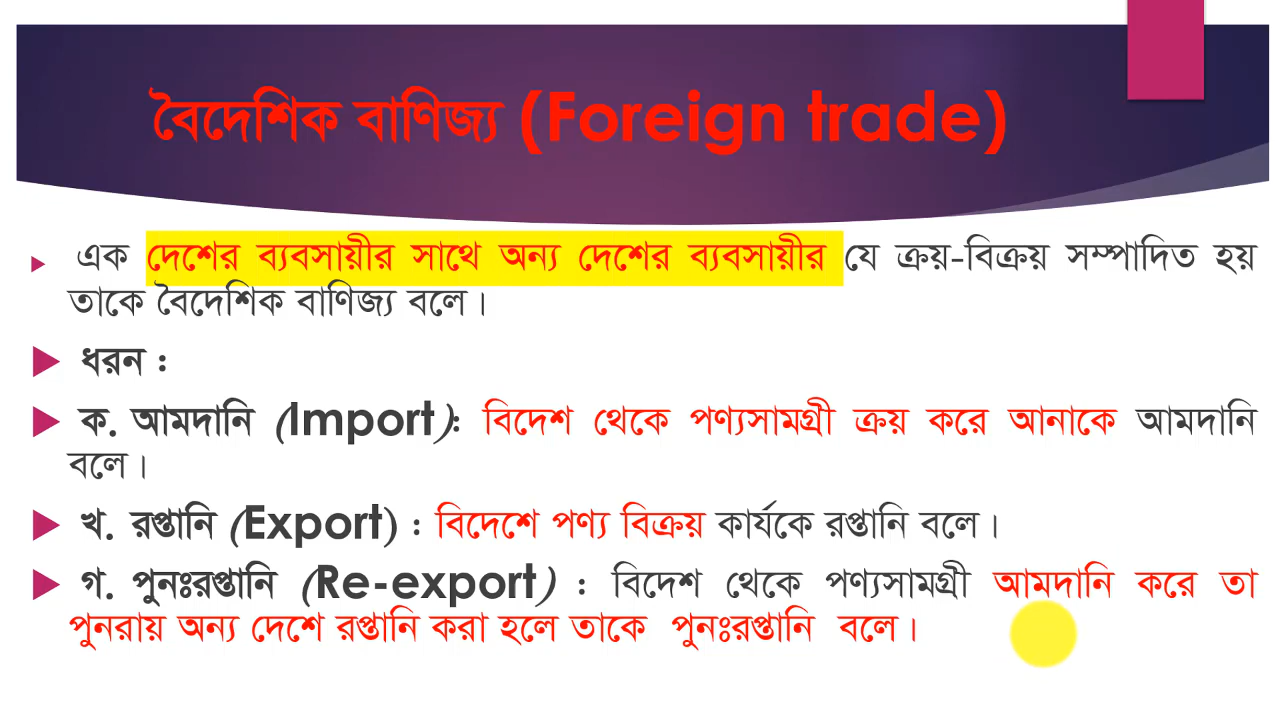 বৈদেশিক বাণিজ্য (Foreign trade)
এক দেশের ব্যবসায়ীর সাথে অন্য দেশের ব্যবসায়ীর যে ক্রয়-বিক্রয় সম্পাদিত হয়
তাকে বৈদেশিক বাণিজ্য বলে।
ধরন :
ক. আমদানি (Import): বিদেশ থেকে পণ্যসামগ্রী ক্রয় করে আনাকে আমদানি
বলে।
খ. রপ্তানি (Export) : বিদেশে পণ্য বিক্রয় কার্যকে রপ্তানি বলে।
গ. পুনঃরপ্তানি (Re-export) : বিদেশ থেকে পণ্যসামগ্রী আমদানি করে তা
পুনরায় অন্য দেশে রপ্তানি করা হলে তাকে পুনঃরপ্তানি বলে।